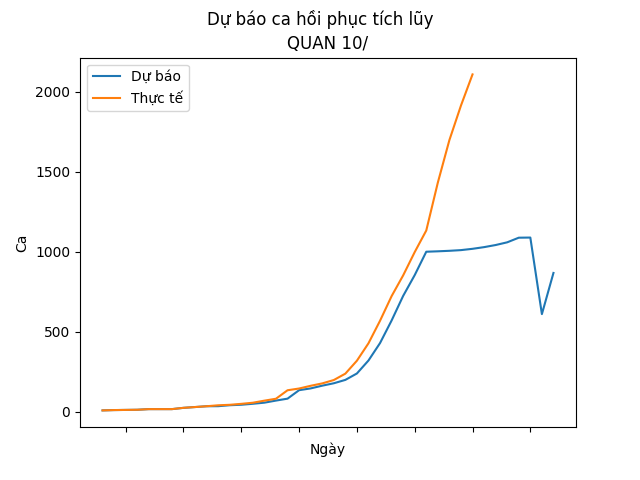 Dự báo ca hồi phục tích lũy
QUAN 10/
Dự báo
Thực tế
2000
1500
1000
500
0
Ca
Ngày